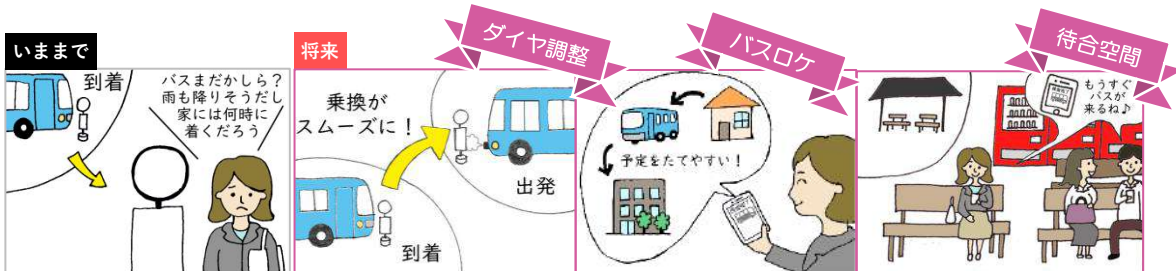 いままで
到着
バスまだかしら？
雨も降りそうだし
家には何時に
着くだろう
将来
ダイヤ調整
乗換が
スムーズに！
出発
到着
バスロケ
予定をたてやすい！
待合空間
もうすぐ
バスが
来るね♪